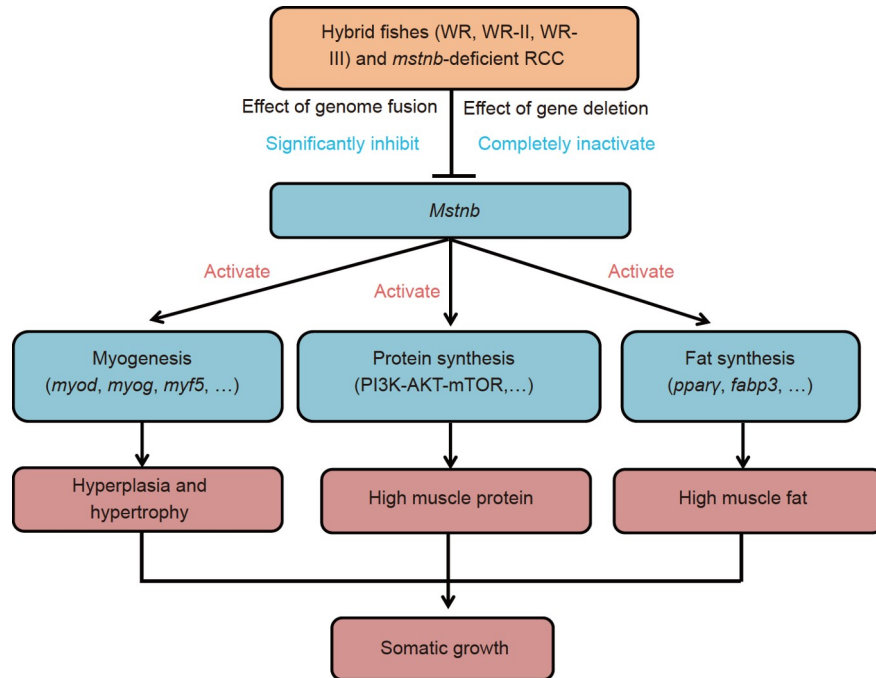 Hybrid fishes (WR, WR-II, WR-
III) and mstnb-deficient RCC
Effect of genome fusion
Effect of gene deletion
Significantly inhibit
Completely inactivate
Mstnb
Activate
Activate
Activate
Myogenesis
(myod, myog, myf5, …)
Protein synthesis
(PI3K-AKT-mTOR,…)
Fat synthesis
(pparγ, fabp3, …)
Hyperplasia and
hypertrophy
High muscle protein
High muscle fat
Somatic growth